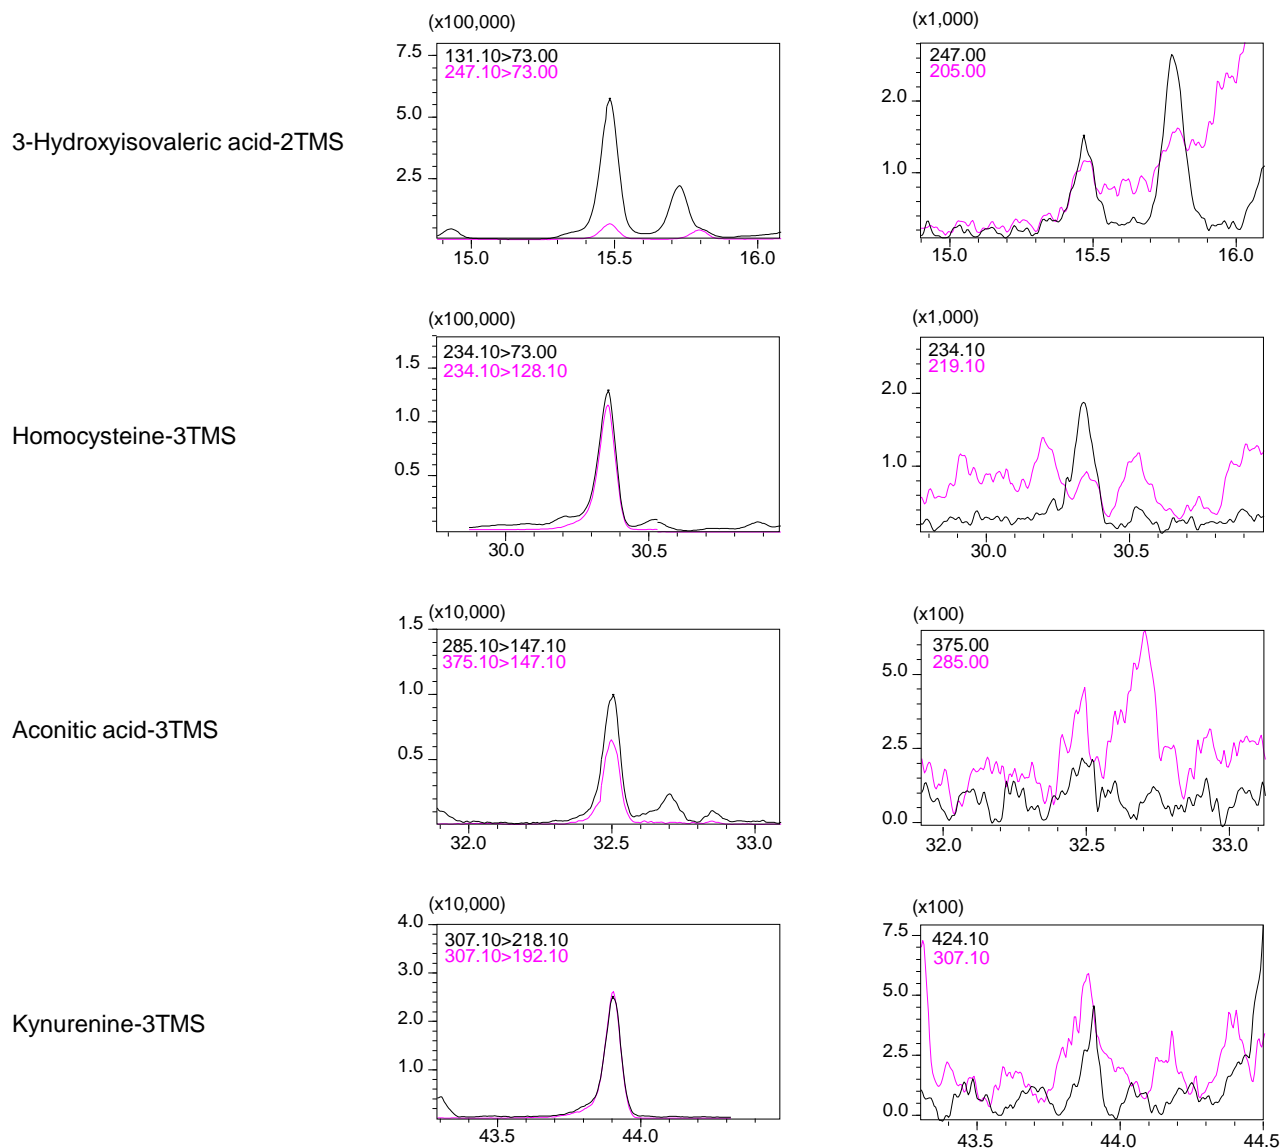 (x100,000)
(x1,000)
3-Hydroxyisovaleric acid-2TMS
131.10>73.00
247.10>73.00
7.5
5.0
2.5
15.0 15.5 16.0
247.00
205.00
2.0
1.0
15.0 15.5 16.0
(x100,000)
(x1,000)
Homocysteine-3TMS
234.10>73.00
234.10>128.10
1.5
1.0
0.5
30.0 30.5
234.10
219.10
2.0
1.0
30.0 30.5
(x10,000)
(x100)
Aconitic acid-3TMS
285.10>147.10
375.10>147.10
1.5
1.0
0.5
32.0 32.5 33.0
375.00
285.00
5.0
2.5
0.0
32.0 32.5 33.0
(x10,000)
(x100)
Kynurenine-3TMS
307.10>218.10
307.10>192.10
4.0
3.0
2.0
1.0
43.5 44.0
424.10
307.10
7.5
5.0
2.5
0.0
43.5 44.0 44.5